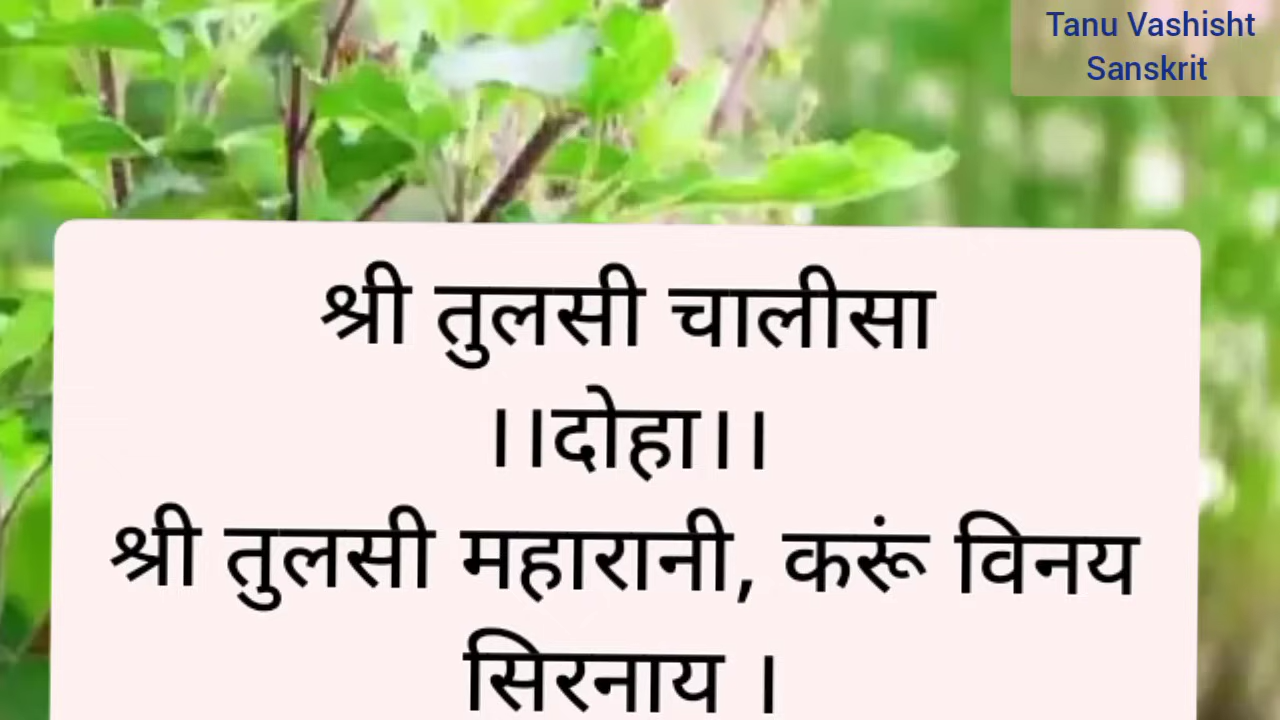 Tanu Vashisht
Sanskrit
श्री तुलसी चालीसा
।।दोहा।।
श्री तुलसी महारानी, करूं विनय
सिरनाय ।